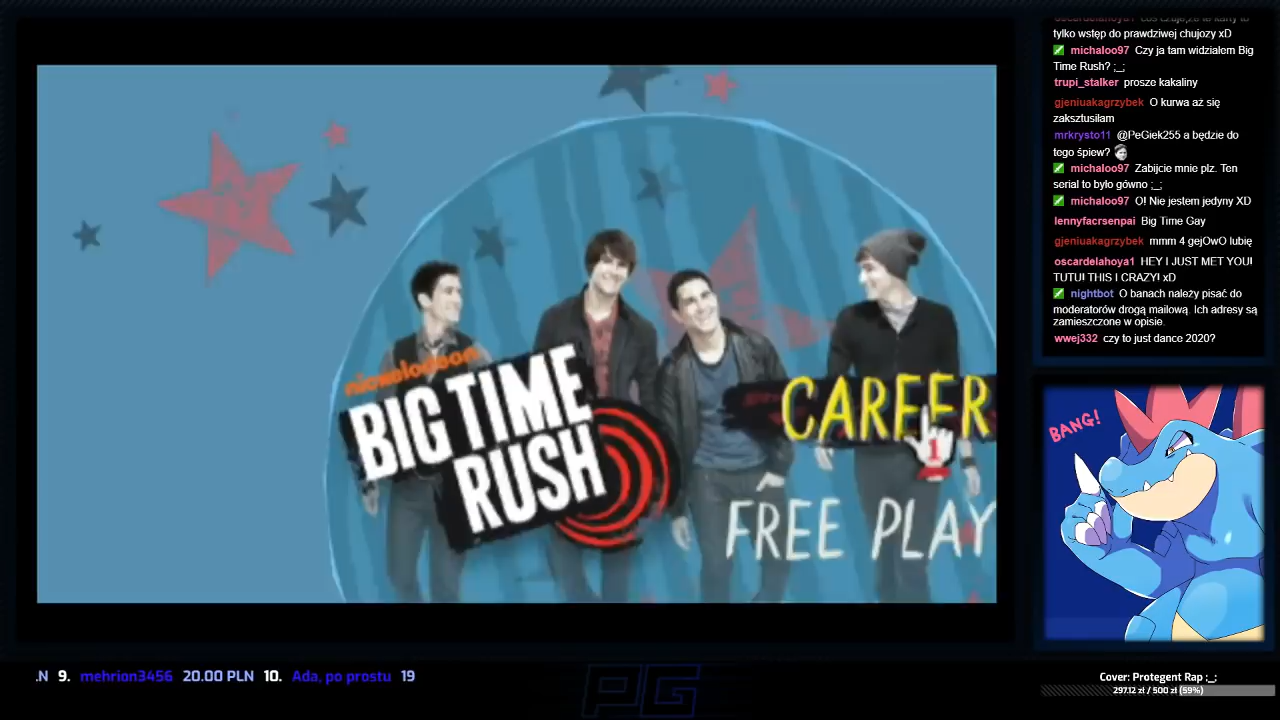 nickelodeon
BIG TIME
RUSH
CAREER
FREE PLAY
1
tylko wstęp do prawdziwej chujozy xD
michaloo97 Czy ja tam widziałem Big
Time Rush? ;_;
trupi_stalker prosze kakaliny
gjeniuakagrzybek O kurwa aż się
zaksztusiłam
mrkrysto11 @PeGiek255 a będzie do
tego śpiew?
michaloo97 Zabijcie mnie plz. Ten
serial to było gówno ;_;
michaloo97 O! Nie jestem jedyny XD
lennyfacrsenpai Big Time Gay
gjeniuakagrzybek mmm 4 gejOwO lubię
oscardelahoya1 HEY I JUST MET YOU!
TUTU! THIS I CRAZY! xD
nightbot O banach należy pisać do
moderatorów drogą mailową. Ich adresy są
zamieszczone w opisie.
wwej332 czy to just dance 2020?
BANG!
.N 9. mehrion3456 20.00 PLN 10. Ada, po prostu 19
PG
Cover: Protegent Rap ;_;
297.12 zł / 500 zł (59%)